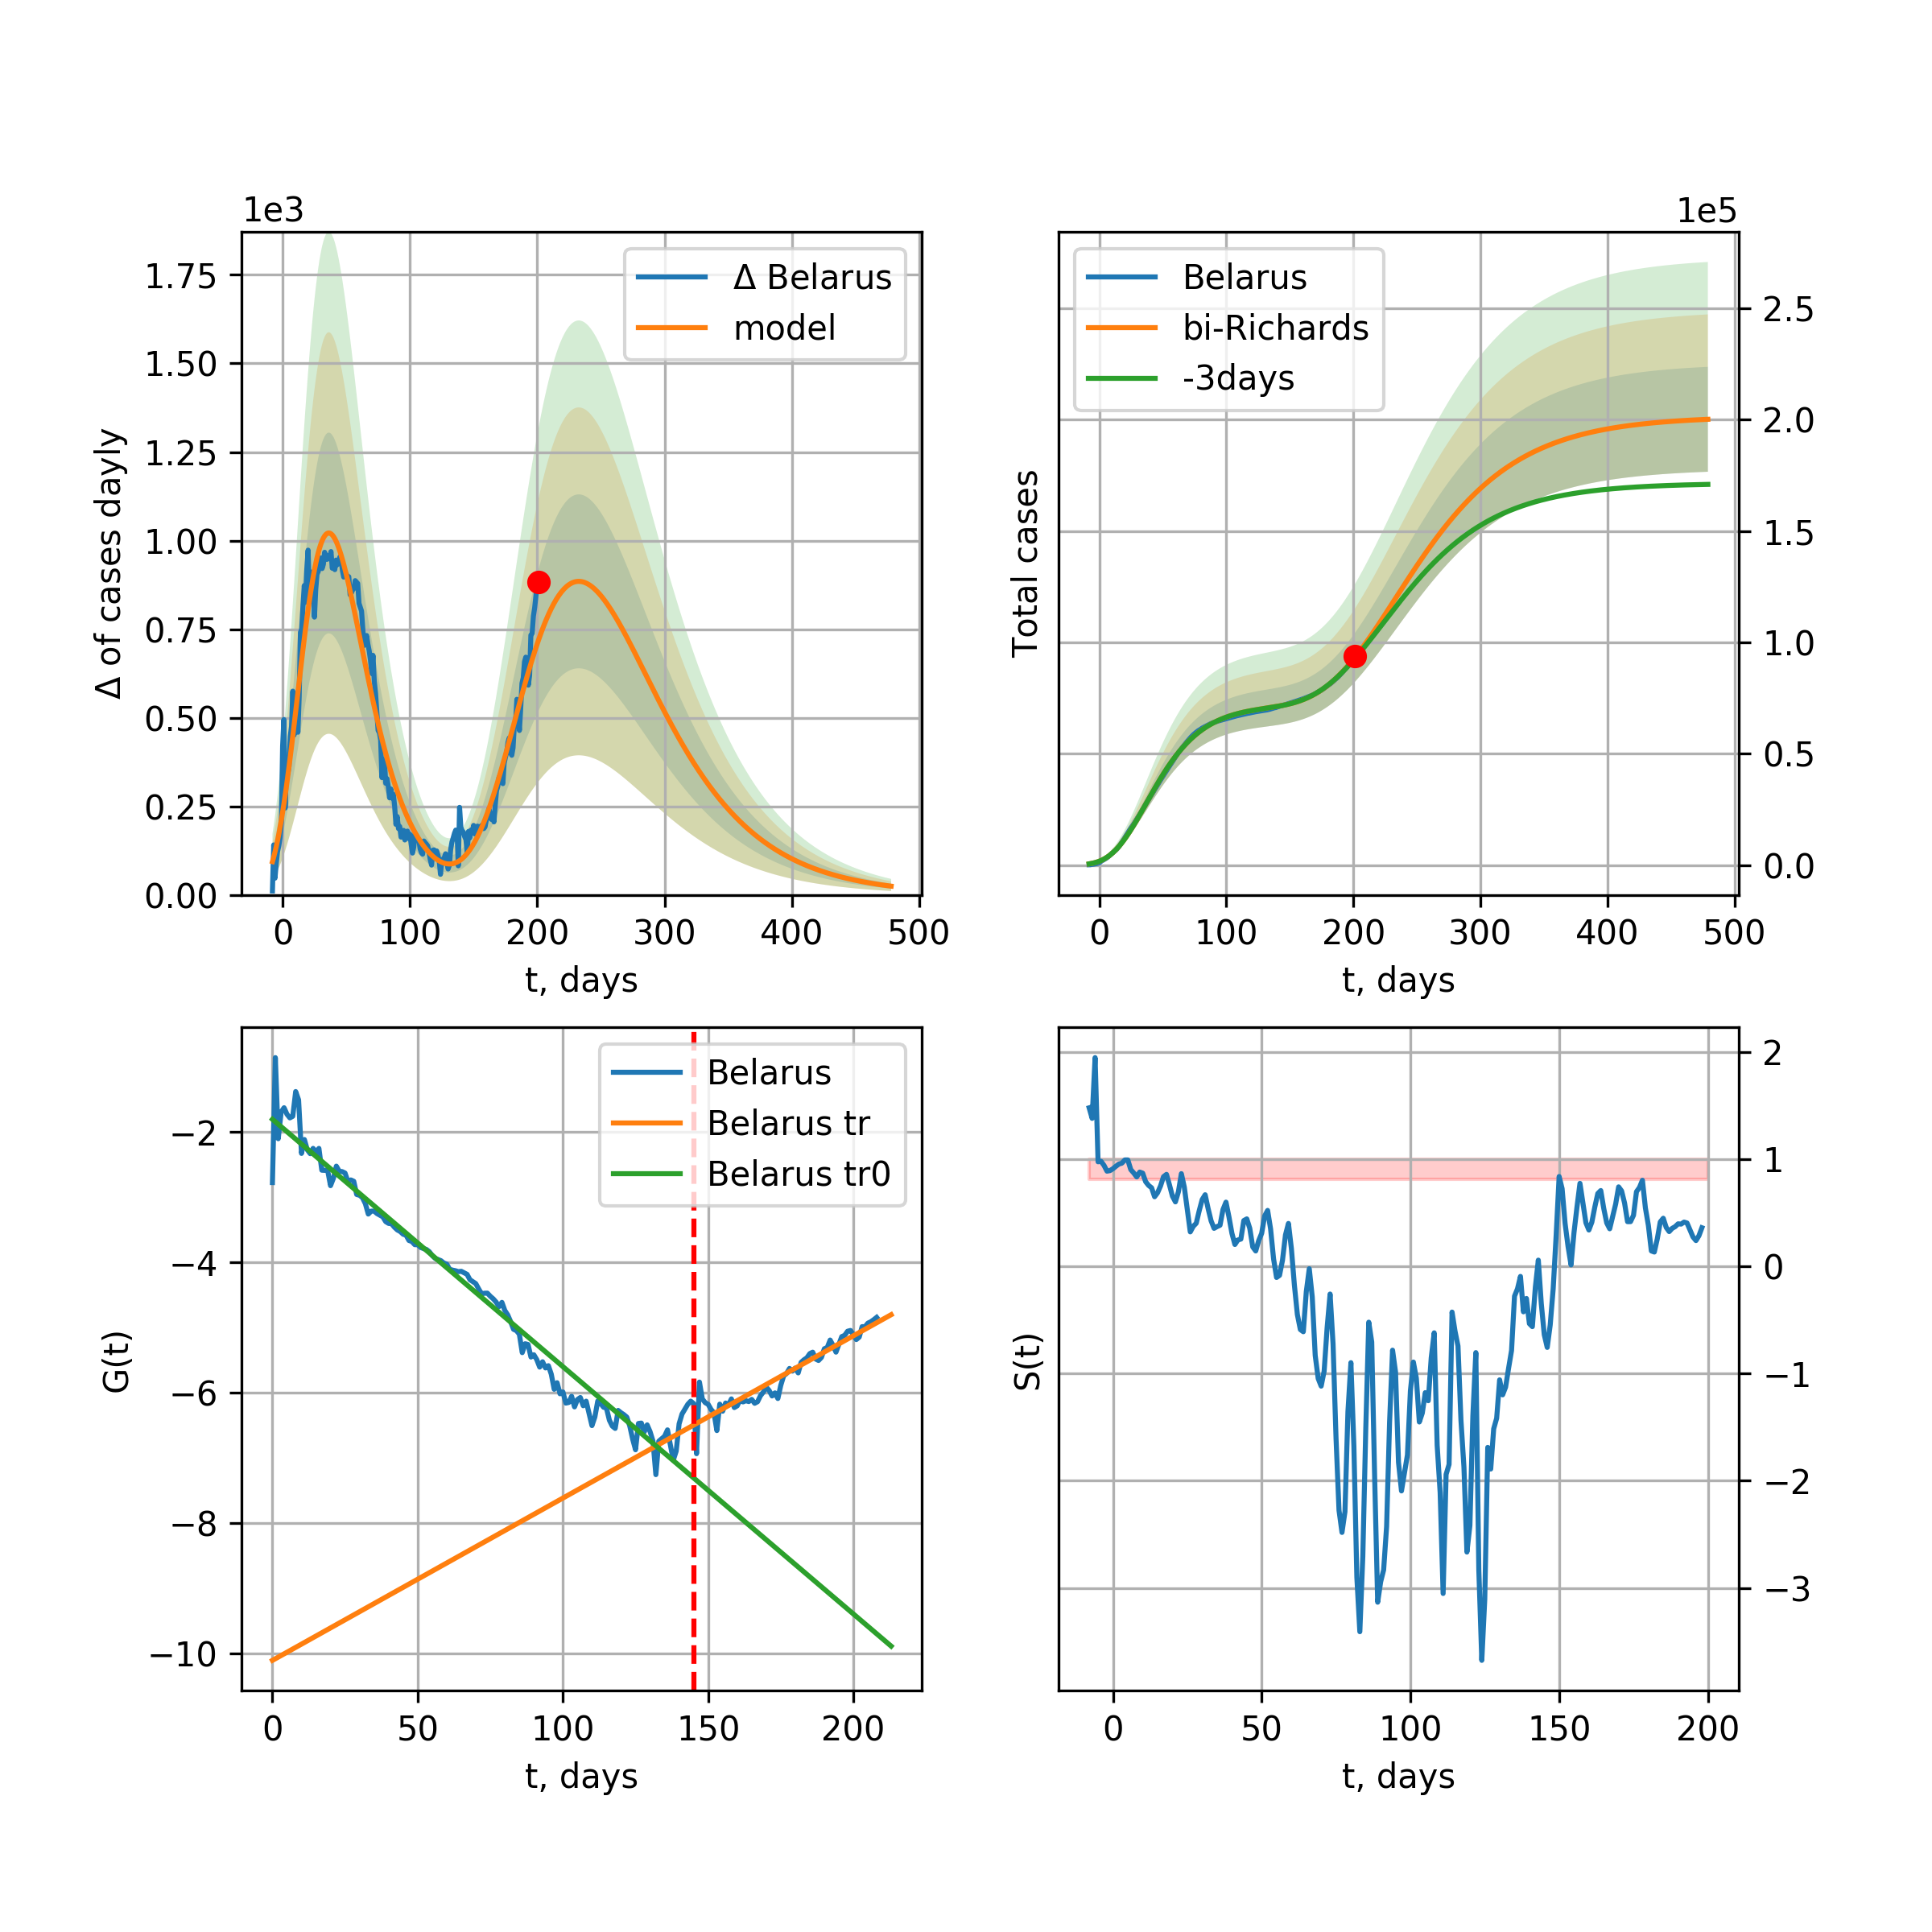 1e3
Δ of cases dayly
1.75
1.50
1.25
1.00
0.75
0.50
0.25
0.00
0 100 200 300 400 500
t, days
Δ Belarus
model
1e5
Total cases
2.5
2.0
1.5
1.0
0.5
0.0
0 100 200 300 400 500
t, days
Belarus
bi-Richards
-3days
G(t)
−2
−4
−6
−8
−10
0 50 100 150 200
t, days
Belarus
Belarus tr
Belarus tr0
S(t)
2
1
0
−1
−2
−3
0 50 100 150 200
t, days